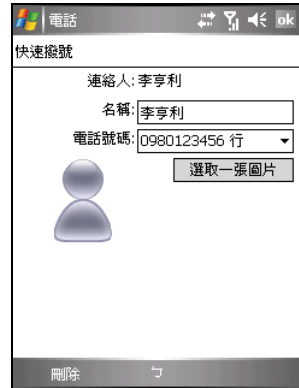 電話 ok
快速撥號
連絡人: 李亨利
名稱: 李亨利
電話號碼: 0980123456 行
選取一張圖片
刪除 ㄅ